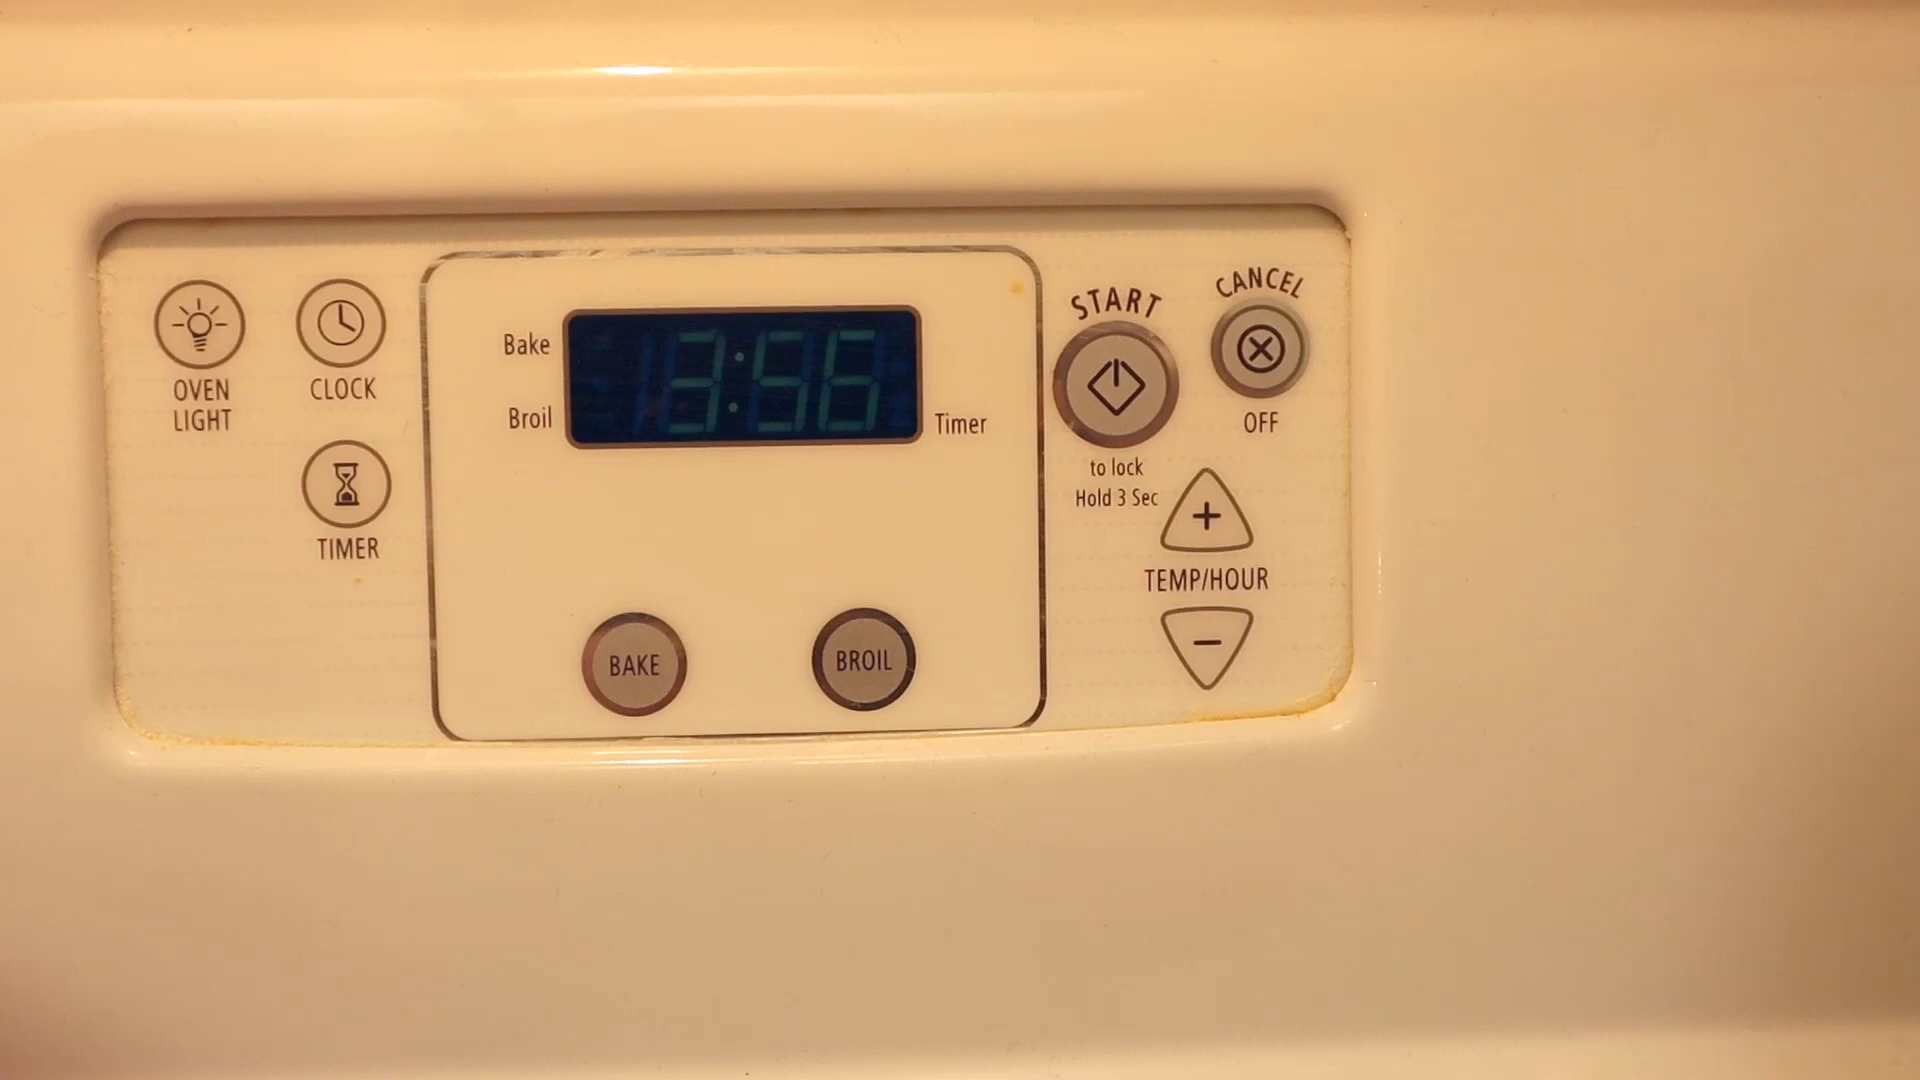 OVEN
LIGHT
CLOCK
TIMER
Bake
Broil
3:56
Timer
BAKE
BROIL
START
to lock
Hold 3 Sec
CANCEL
OFF
+
TEMP/HOUR
−